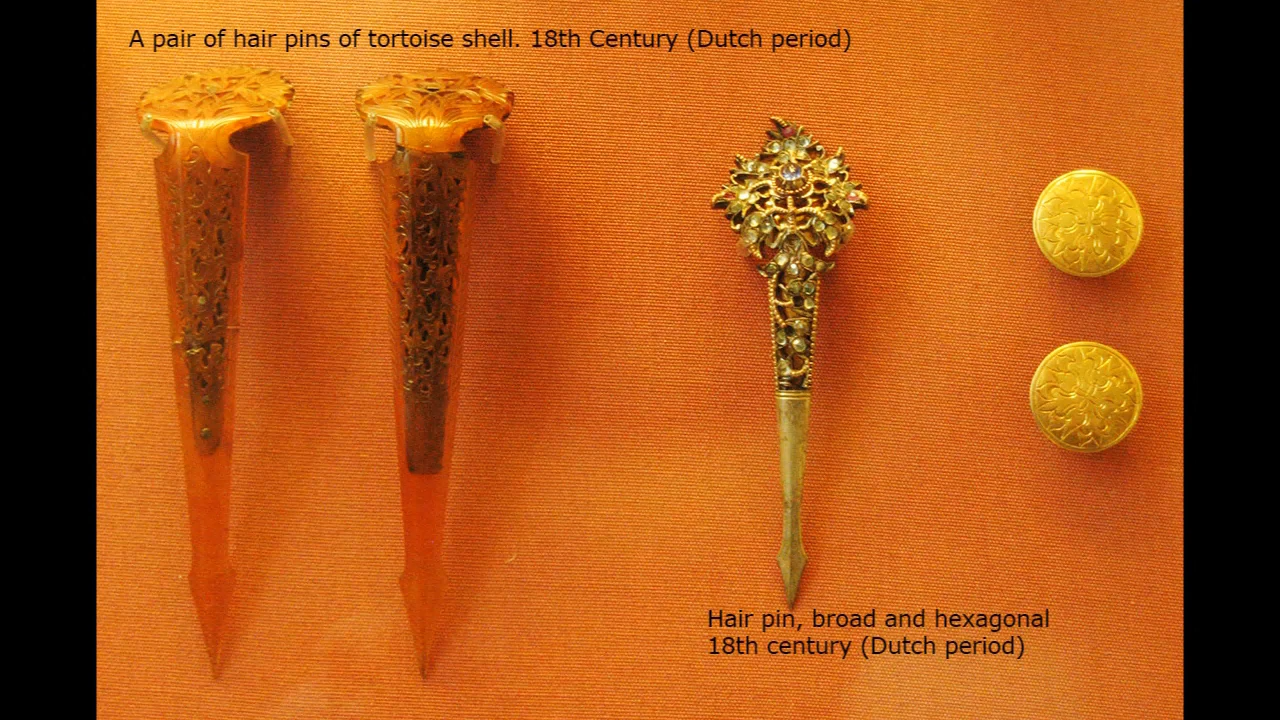 A pair of hair pins of tortoise shell. 18th Century (Dutch period)
Hair pin, broad and hexagonal
18th century (Dutch period)